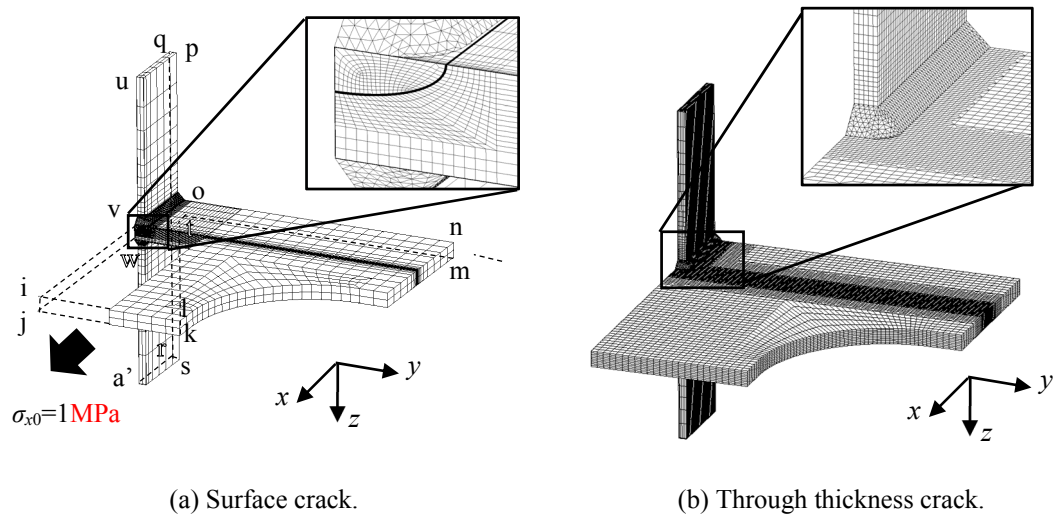 q p
u
o
v
t
n
m
w
i
j
l
k
r
s
a’
x y z
σx0=1MPa
x y z
(a) Surface crack.
(b) Through thickness crack.